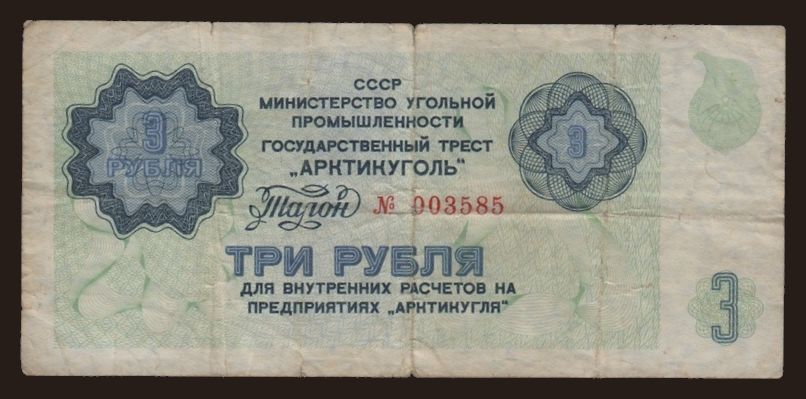 СССР
МИНИСТЕРСТВО УГОЛЬНОЙ
ПРОМЫШЛЕННОСТИ
ГОСУДАРСТВЕННЫЙ ТРЕСТ
„АРКТИКУГОЛЬ"
Талон № 003585
3
РУБЛЯ
3
ТРИ РУБЛЯ
ДЛЯ ВНУТРЕННИХ РАСЧЕТОВ НА
ПРЕДПРИЯТИЯХ „АРКТИКУГЛЯ"
3